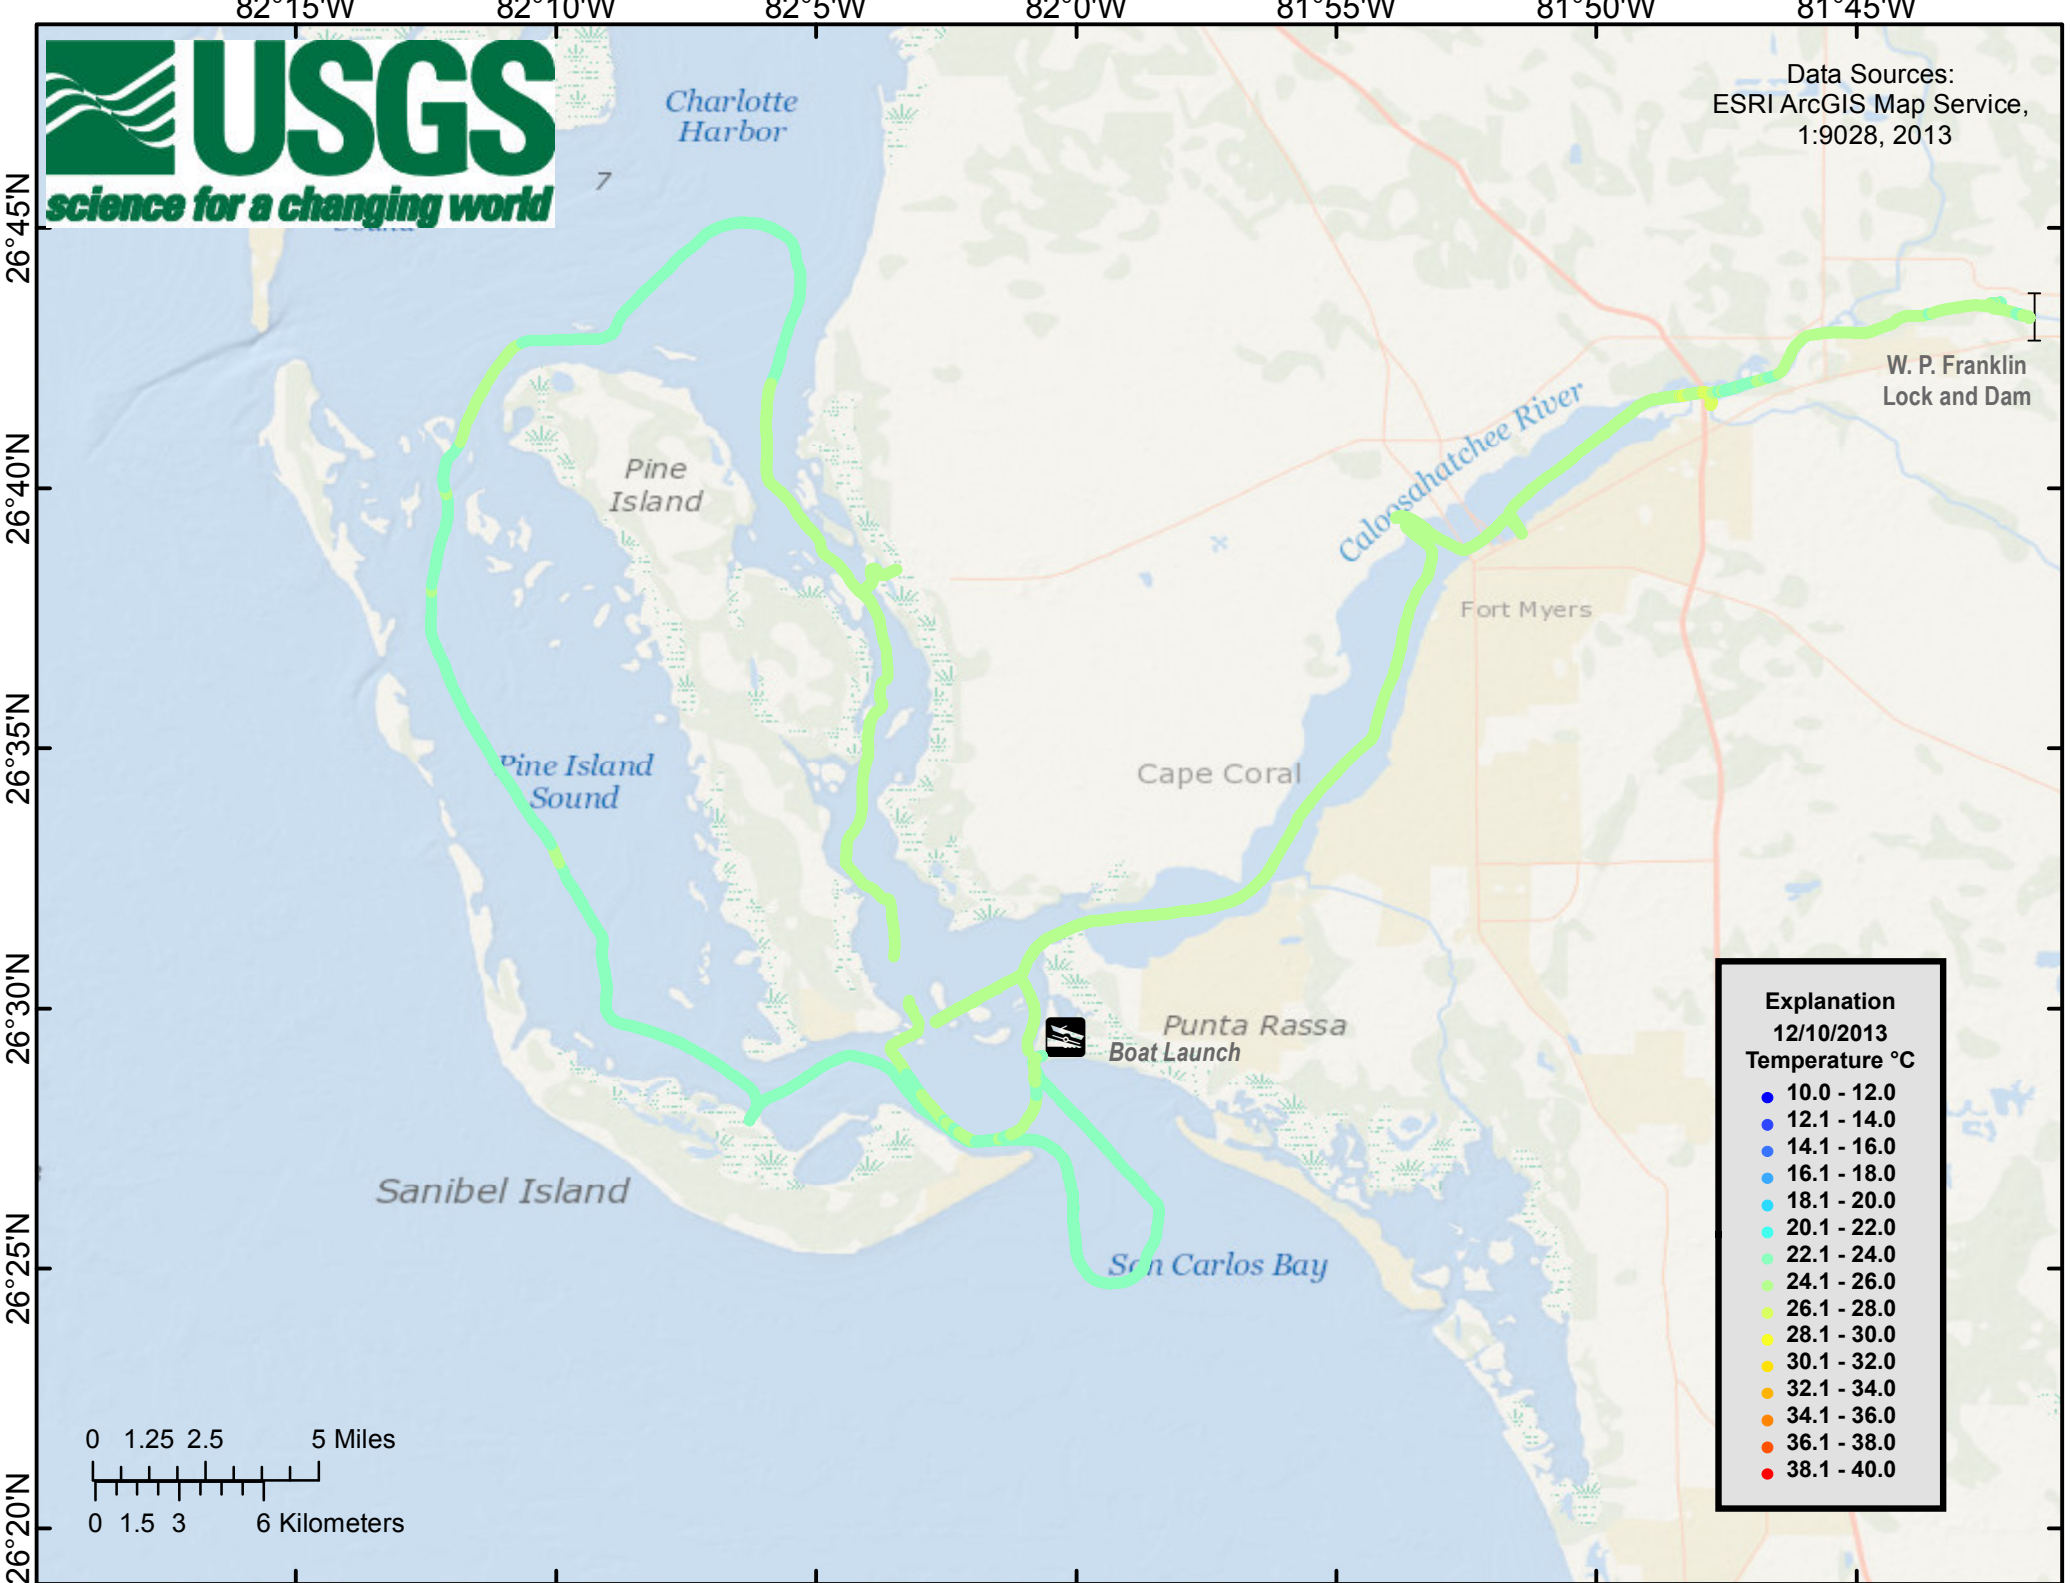 82°15'W 82°10'W 82°5'W 82°0'W 81°55'W 81°50'W 81°45'W
USGS
science for a changing world
Data Sources:
ESRI ArcGIS Map Service,
1:9028, 2013
Charlotte
Harbor
7
26°45'N
26°40'N
26°35'N
26°30'N
26°25'N
26°20'N
W. P. Franklin
Lock and Dam
Caloosahatchee River
Pine
Island
Fort Myers
Pine Island
Sound
Cape Coral
Punta Rassa
Boat Launch
Sanibel Island
San Carlos Bay
Explanation
12/10/2013
Temperature °C
10.0 - 12.0
12.1 - 14.0
14.1 - 16.0
16.1 - 18.0
18.1 - 20.0
20.1 - 22.0
22.1 - 24.0
24.1 - 26.0
26.1 - 28.0
28.1 - 30.0
30.1 - 32.0
32.1 - 34.0
34.1 - 36.0
36.1 - 38.0
38.1 - 40.0
0 1.25 2.5 5 Miles
0 1.5 3 6 Kilometers